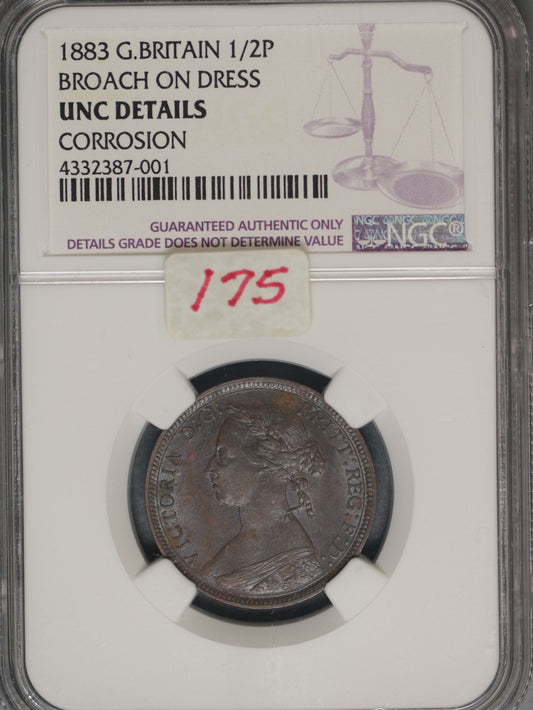 1883 G.BRITAIN 1/2P
BROACH ON DRESS
UNC DETAILS
CORROSION
4332387-001
GUARANTEED AUTHENTIC ONLY
DETAILS GRADE DOES NOT DETERMINE VALUE
NGC®
175
VICTORIA D:G: BRITT:REG:F:D: